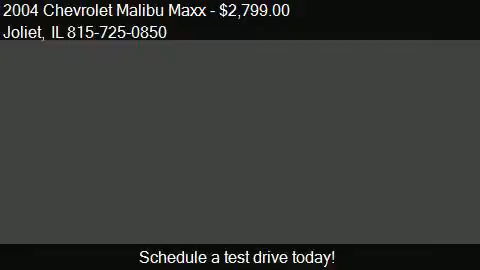 2004 Chevrolet Malibu Maxx - $2,799.00
Joliet, IL 815-725-0850
Schedule a test drive today!